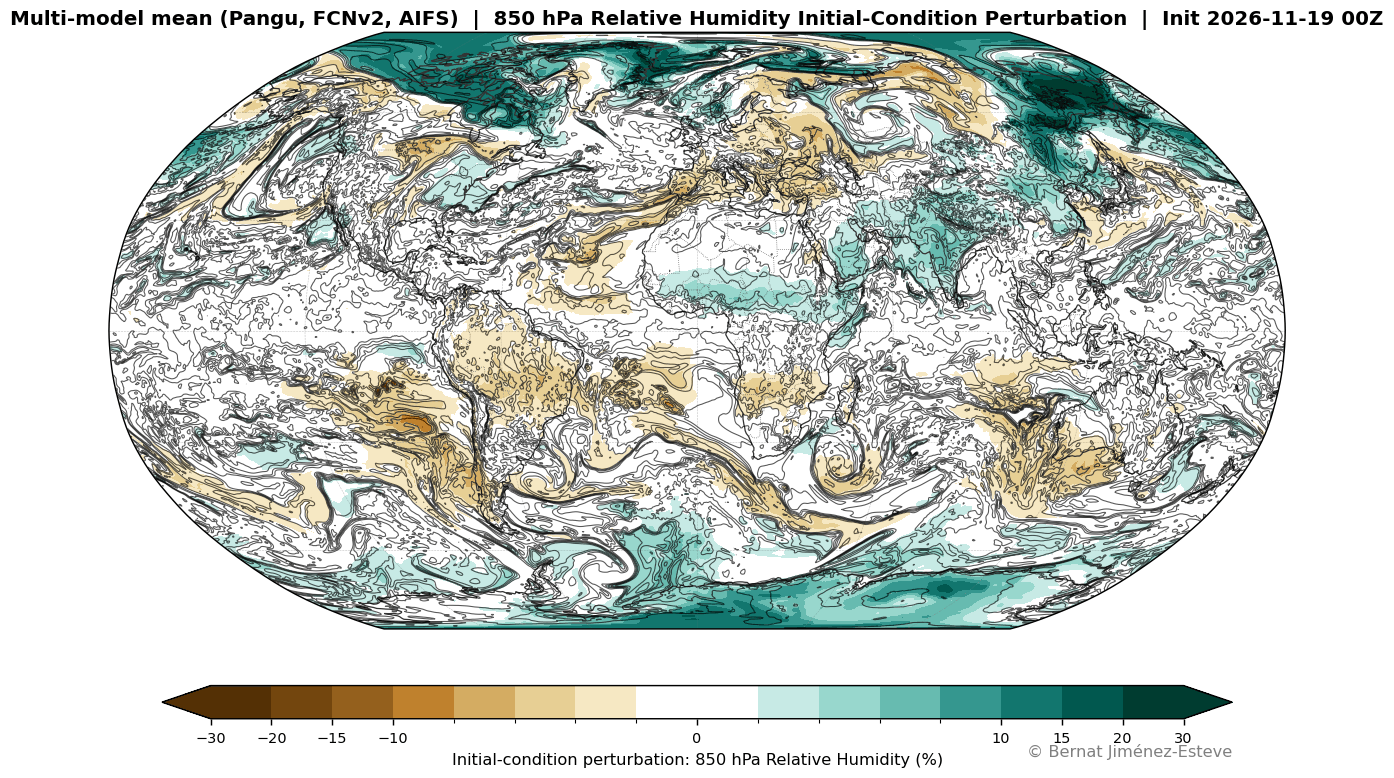 Multi-model mean (Pangu, FCNv2, AIFS)  |  850 hPa Relative Humidity Initial-Condition Perturbation  |  Init 2026-11-19 00Z
−30 −20 −15 −10 0 10 15 20 30
© Bernat Jiménez-Esteve
Initial-condition perturbation: 850 hPa Relative Humidity (%)